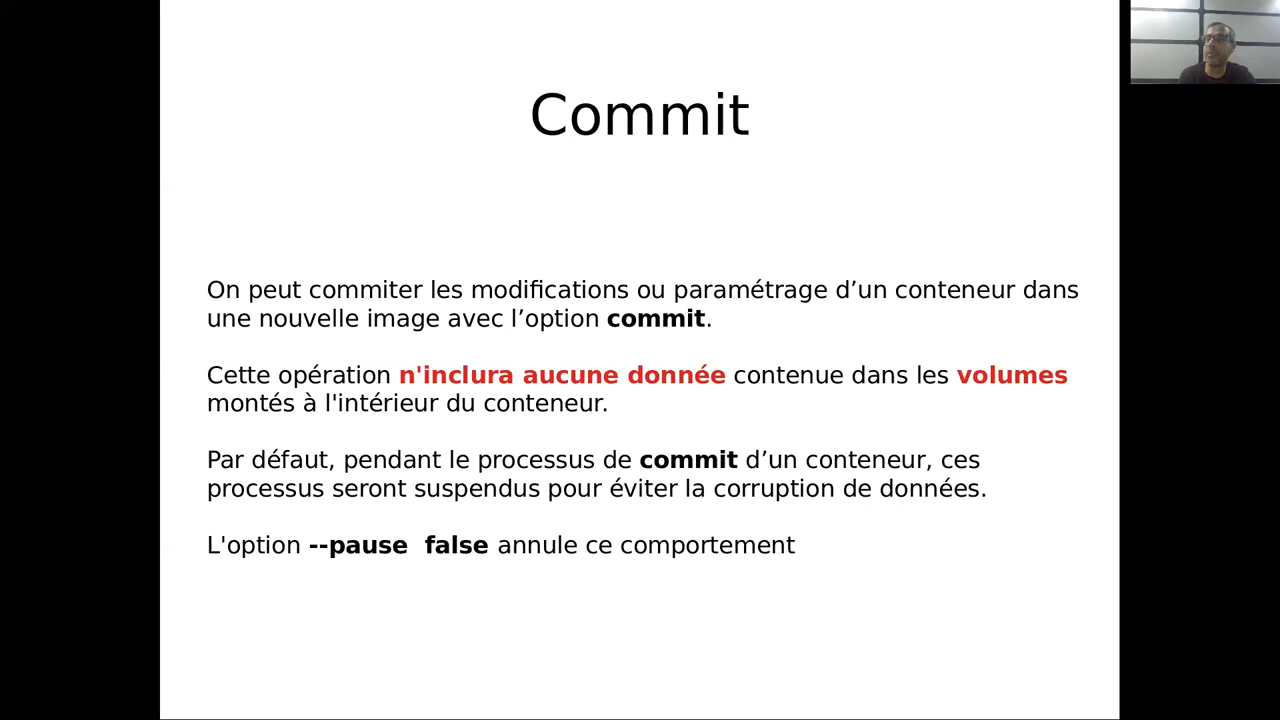 Commit
On peut commiter les modifications ou paramétrage d’un conteneur dans
une nouvelle image avec l’option commit.
Cette opération n'inclura aucune donnée contenue dans les volumes
montés à l'intérieur du conteneur.
Par défaut, pendant le processus de commit d’un conteneur, ces
processus seront suspendus pour éviter la corruption de données.
L'option --pause  false annule ce comportement